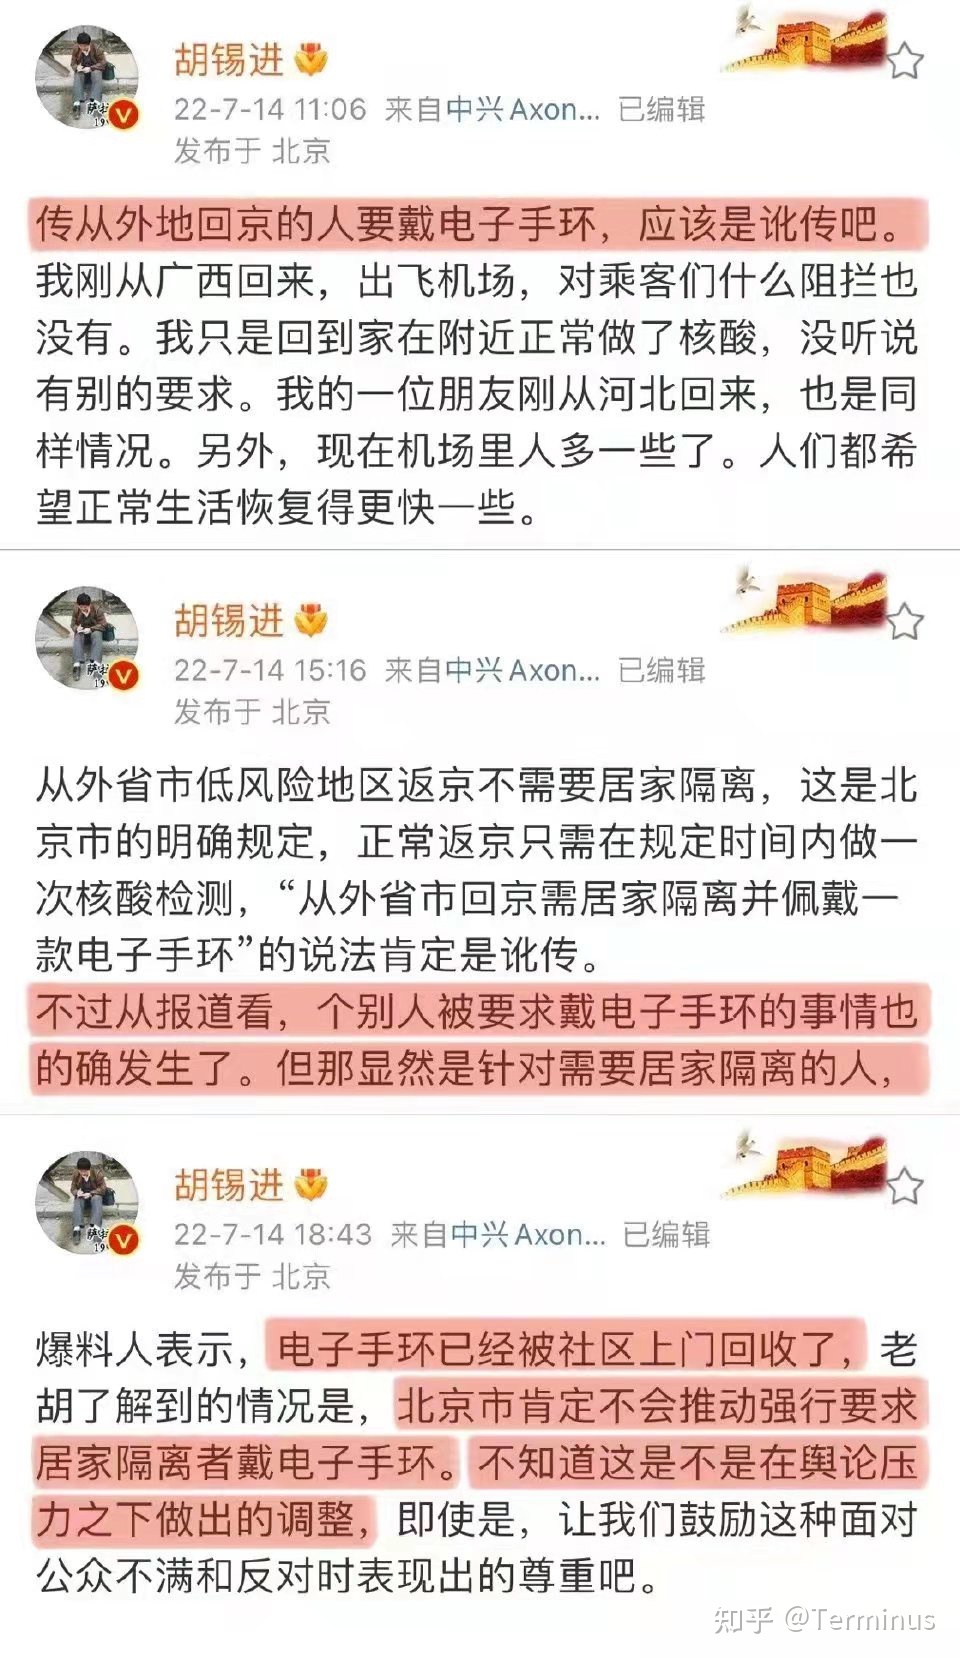 胡锡进
22-7-14 11:06 来自中兴Axon... 已编辑
发布于 北京
传从外地回京的人要戴电子手环，应该是讹传吧。
我刚从广西回来，出飞机场，对乘客们什么阻拦也
没有。我只是回到家在附近正常做了核酸，没听说
有别的要求。我的一位朋友刚从河北回来，也是同
样情况。另外，现在机场里人多一些了。人们都希
望正常生活恢复得更快一些。
胡锡进
22-7-14 15:16 来自中兴Axon... 已编辑
发布于 北京
从外省市低风险地区返京不需要居家隔离，这是北
京市的明确规定，正常返京只需在规定时间内做一
次核酸检测，“从外省市回京需居家隔离并佩戴一
款电子手环”的说法肯定是讹传。
不过从报道看，个别人被要求戴电子手环的事情也
的确发生了。但那显然是针对需要居家隔离的人，
胡锡进
22-7-14 18:43 来自中兴Axon... 已编辑
发布于 北京
爆料人表示，电子手环已经被社区上门回收了，老
胡了解到的情况是，北京市肯定不会推动强行要求
居家隔离者戴电子手环。不知道这是不是在舆论压
力之下做出的调整，即使是，让我们鼓励这种面对
公众不满和反对时表现出的尊重吧。
知乎 @Terminus